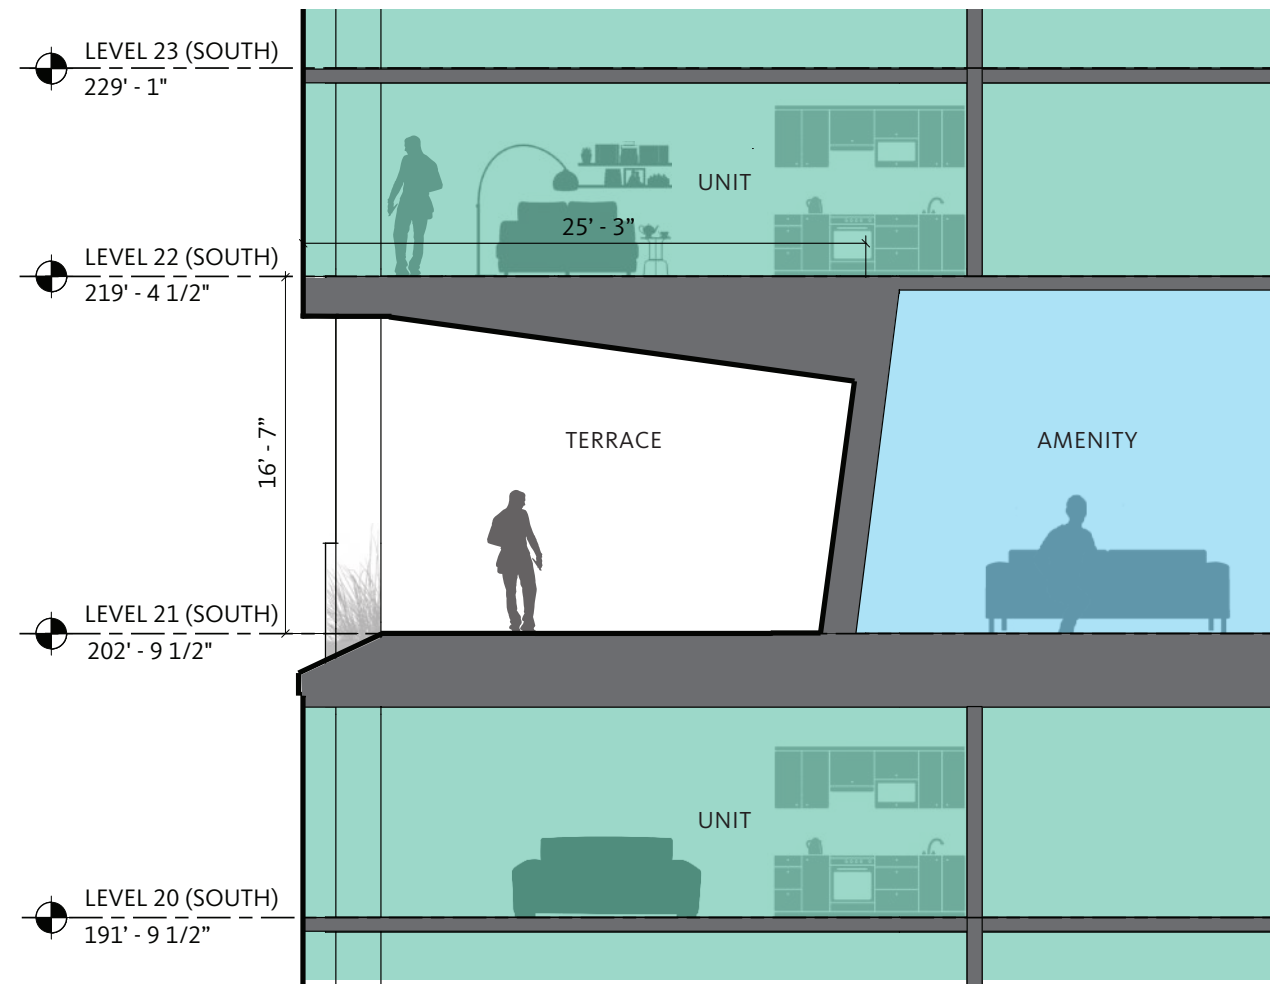 LEVEL 23 (SOUTH)
229' - 1"
UNIT
25’ - 3”
LEVEL 22 (SOUTH)
219' - 4 1/2"
TERRACE
AMENITY
16’ - 7”
LEVEL 21 (SOUTH)
202' - 9 1/2"
UNIT
LEVEL 20 (SOUTH)
191’ - 9 1/2”